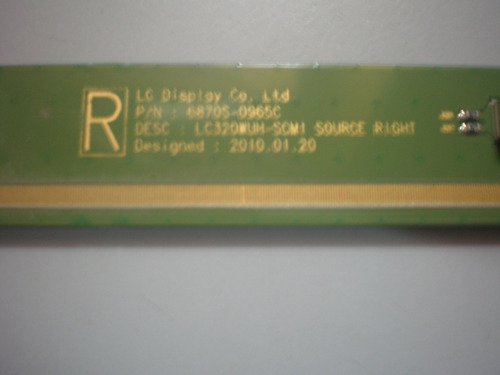 R
LG Display Co. Ltd
P/N : 6870S-0965C
DESC : LC320WUH-SCM1 SOURCE RIGHT
Designed : 2010.01.20